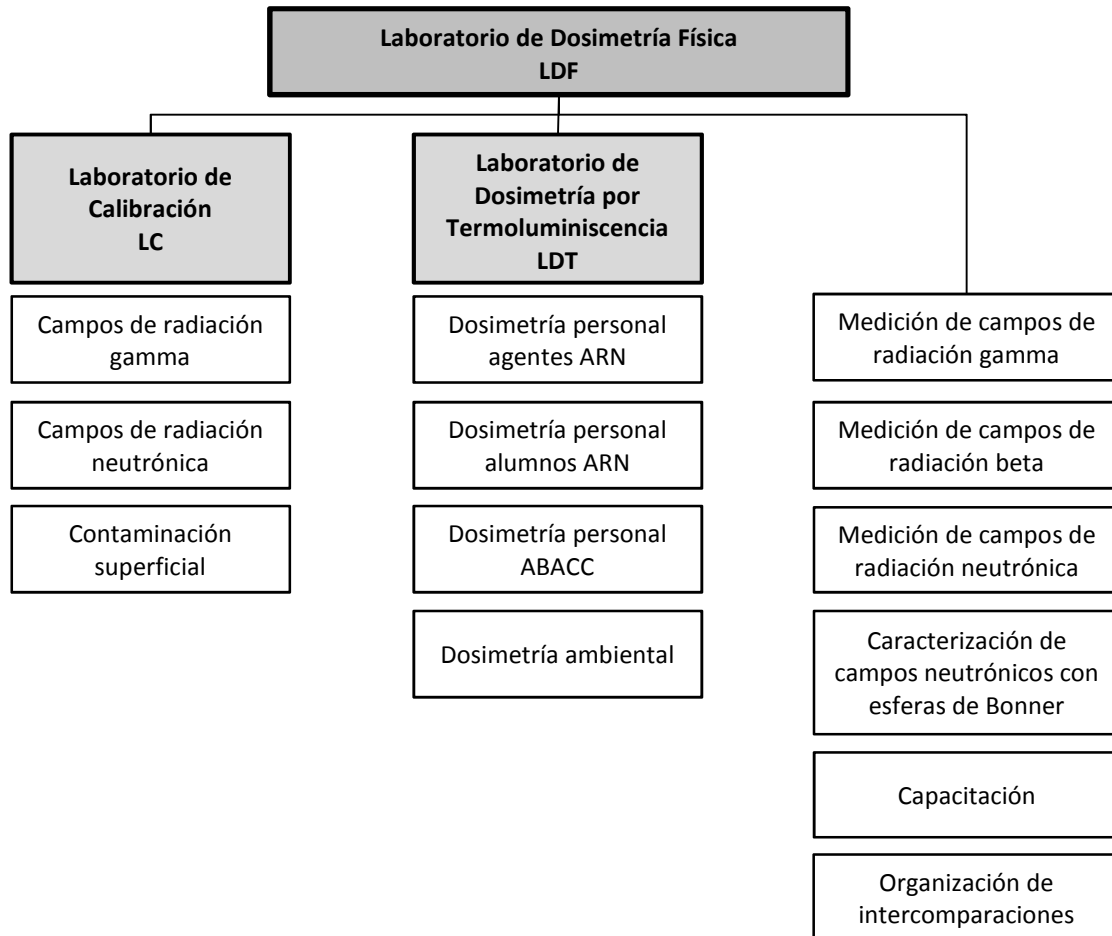 Laboratorio de Dosimetría Física
LDF
Laboratorio de
Calibración
LC
Campos de radiación
gamma
Campos de radiación
neutrónica
Contaminación
superficial
Laboratorio de
Dosimetría por
Termoluminiscencia
LDT
Dosimetría personal
agentes ARN
Dosimetría personal
alumnos ARN
Dosimetría personal
ABACC
Dosimetría ambiental
Medición de campos de
radiación gamma
Medición de campos de
radiación beta
Medición de campos de
radiación neutrónica
Caracterización de
campos neutrónicos con
esferas de Bonner
Capacitación
Organización de
intercomparaciones